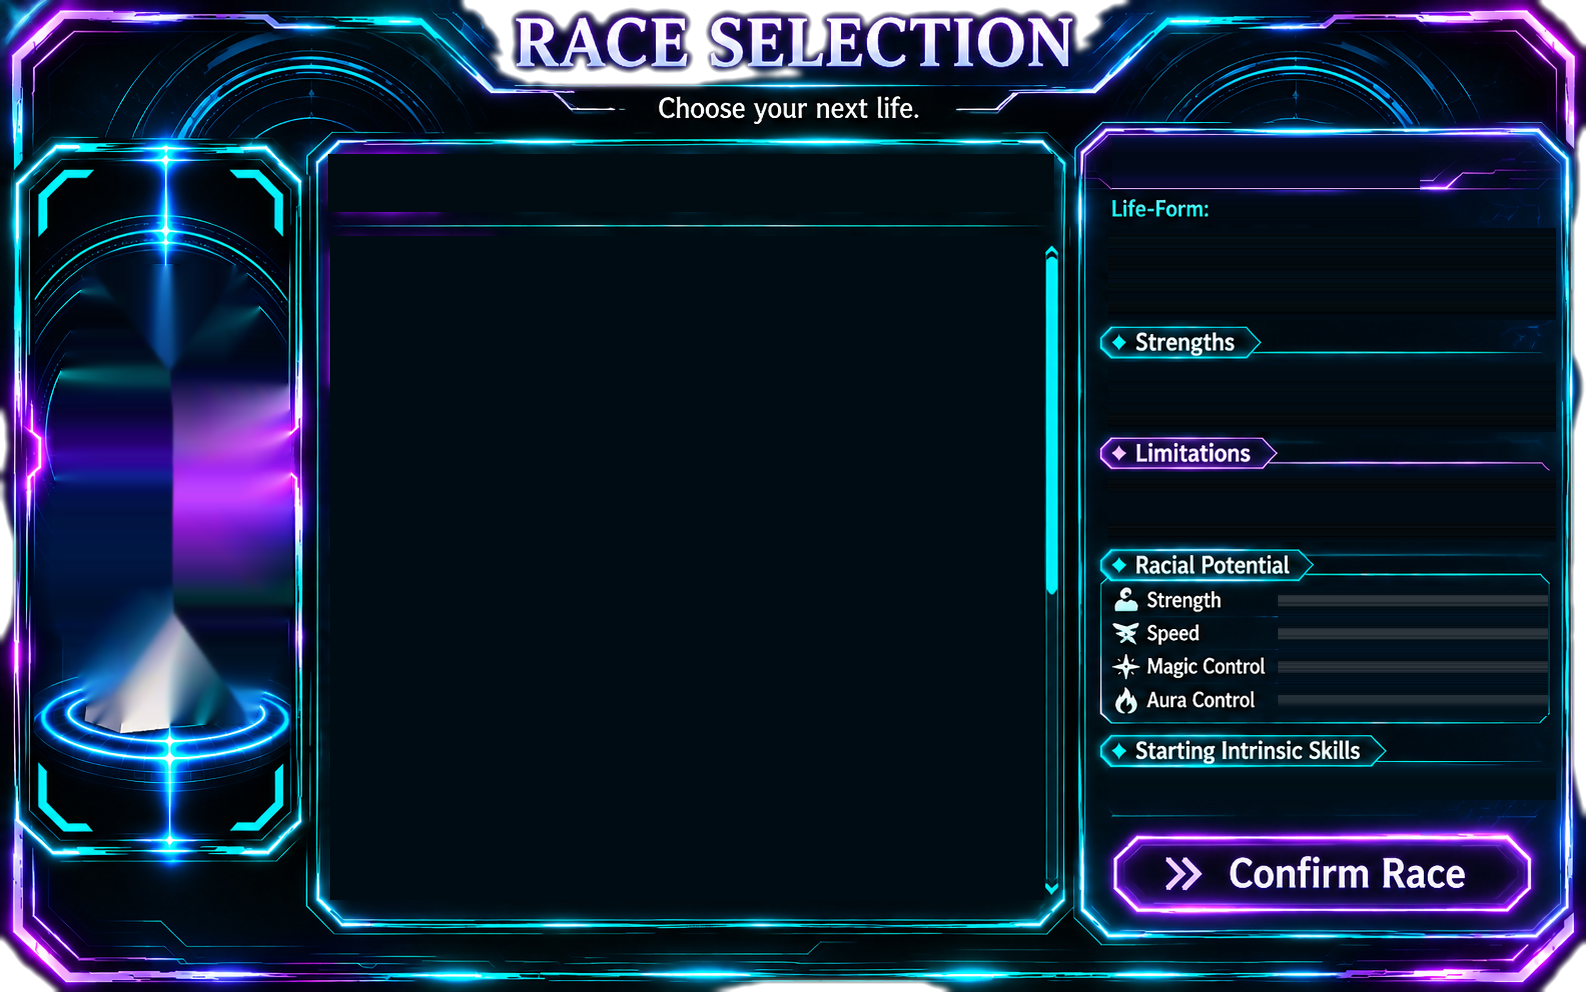 RACE SELECTION
Choose your next life.
Life-Form:
Strengths
Limitations
Racial Potential
Strength
Speed
Magic Control
Aura Control
Starting Intrinsic Skills
Confirm Race